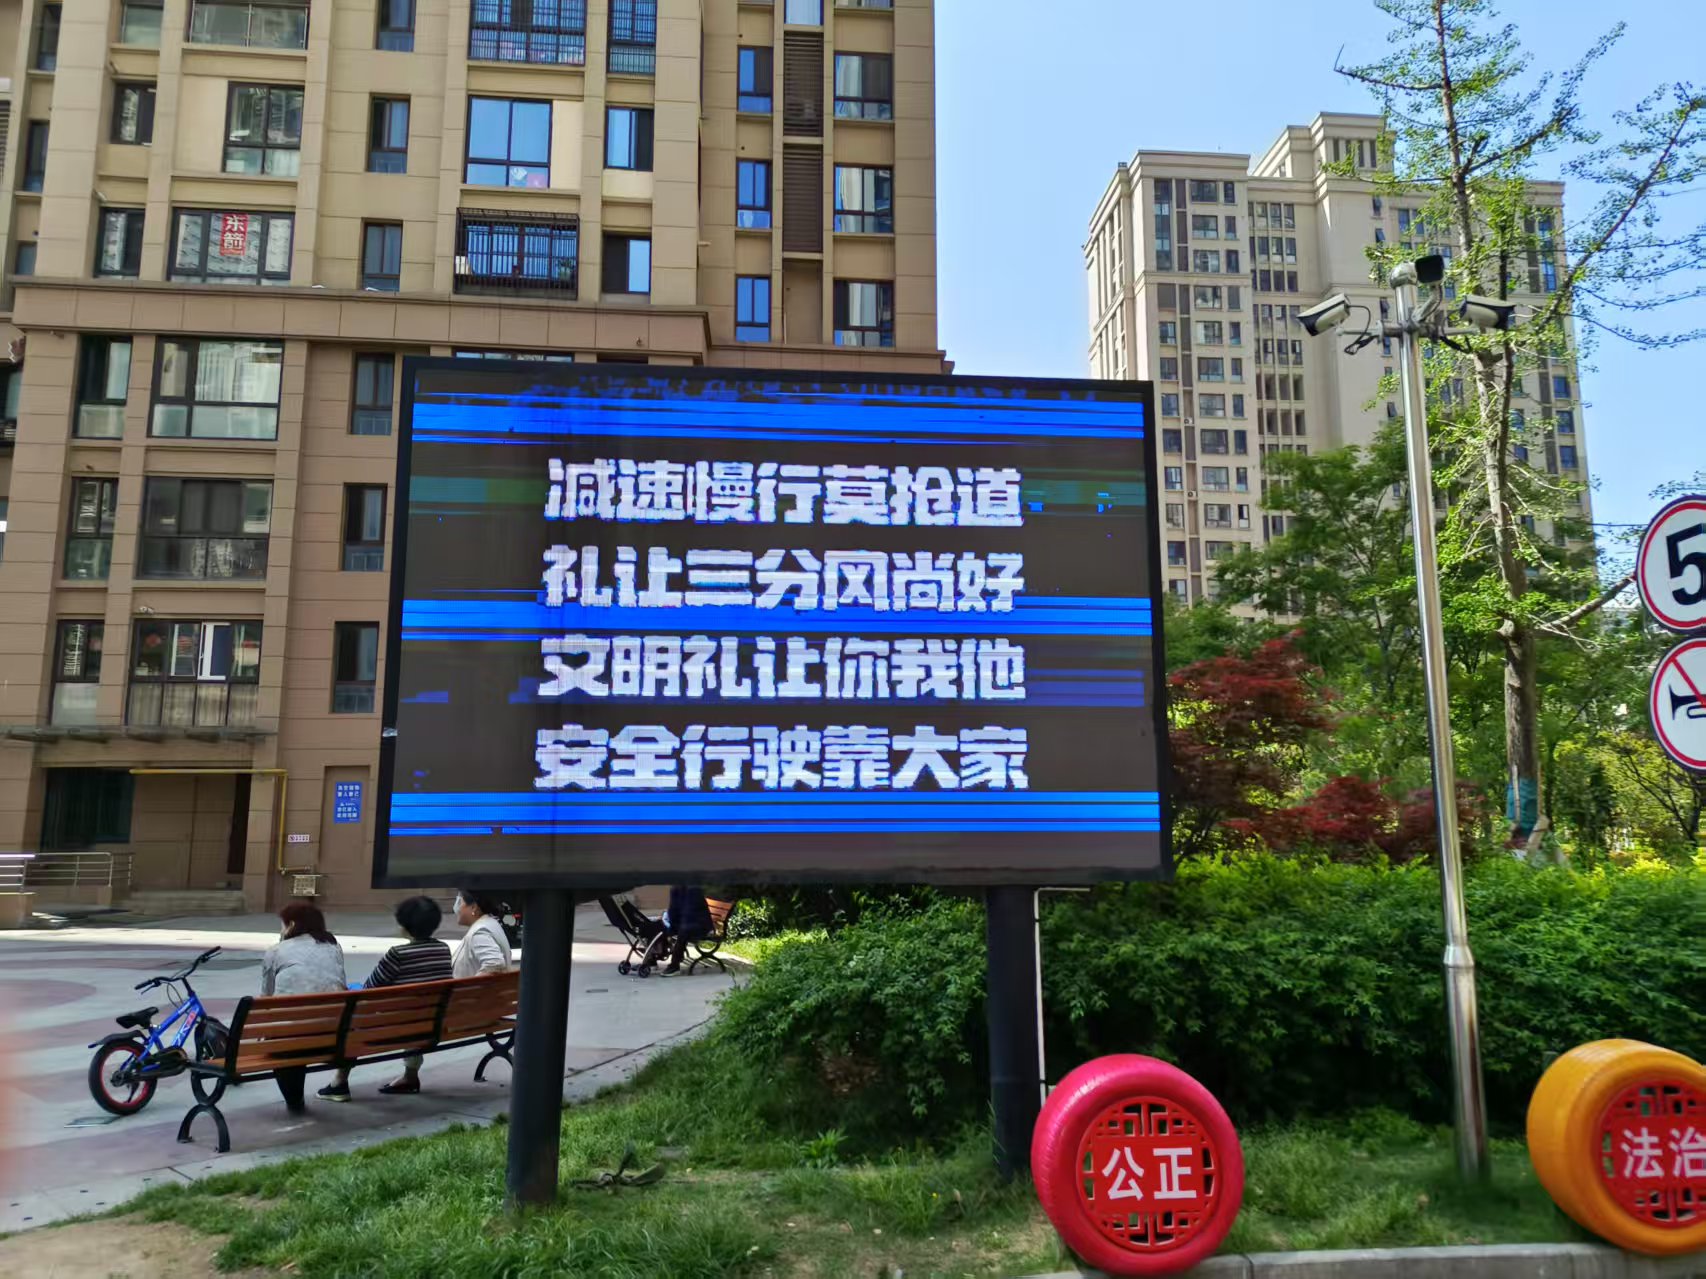 减速慢行莫抢道
礼让三分风尚好
文明礼让你我他
安全行驶靠大家
公正
法治
5